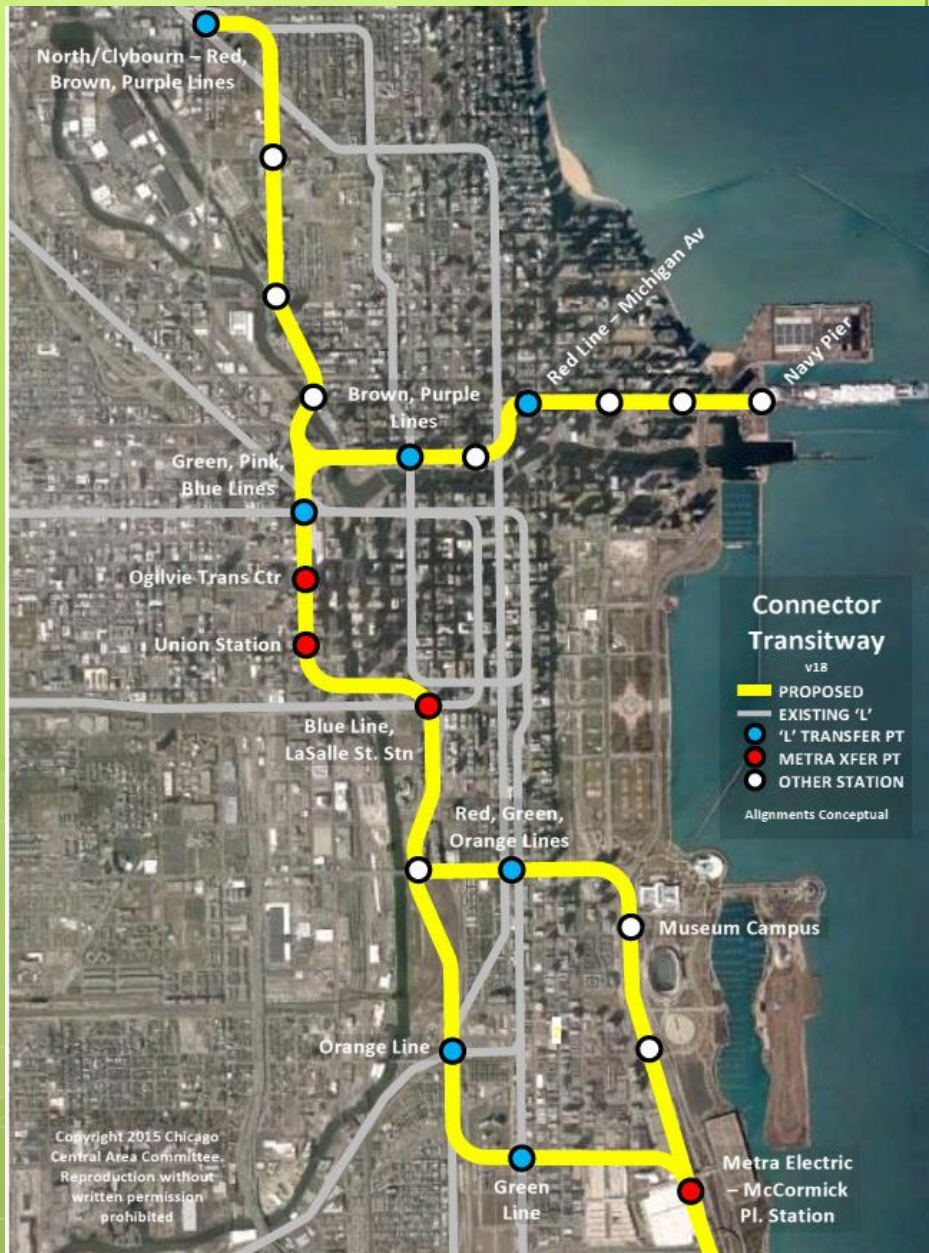 North/Clybourn – Red,
Brown, Purple Lines
Red Line – Michigan Av
Navy Pier
Brown, Purple
Lines
Green, Pink,
Blue Lines
Ogilvie Trans Ctr
Union Station
Blue Line,
LaSalle St. Stn
Connector
Transitway
v18
PROPOSED
EXISTING ‘L’
‘L’ TRANSFER PT
METRA XFER PT
OTHER STATION
Alignments Conceptual
Red, Green,
Orange Lines
Museum Campus
Orange Line
Green
Line
Metra Electric
– McCormick
Pl. Station
Copyright 2015 Chicago
Central Area Committee.
Reproduction without
written permission
prohibited